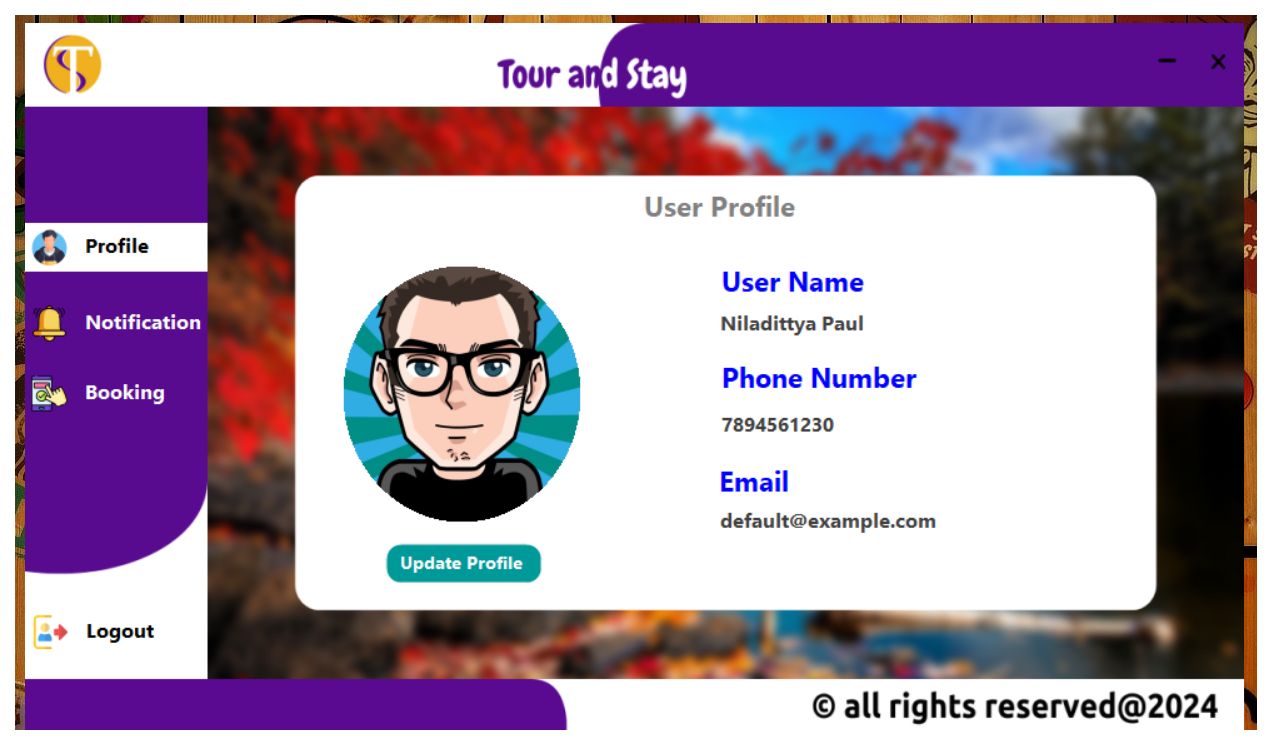 Tour and Stay
User Profile
Profile
Notification
Booking
Logout
User Name
Niladittya Paul
Phone Number
7894561230
Email
default@example.com
Update Profile
© all rights reserved@2024